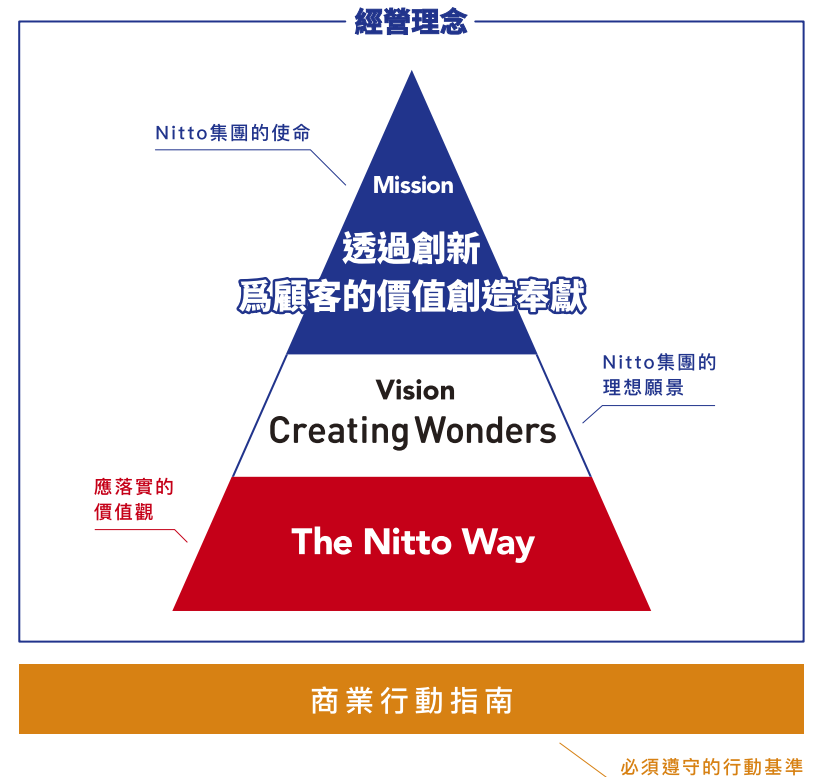 經營理念
Nitto集團的使命
Mission
透過創新
爲顧客的價值創造奉獻
Nitto集團的
理想願景
Vision
Creating Wonders
應落實的
價值觀
The Nitto Way
商業行動指南
必須遵守的行動基準